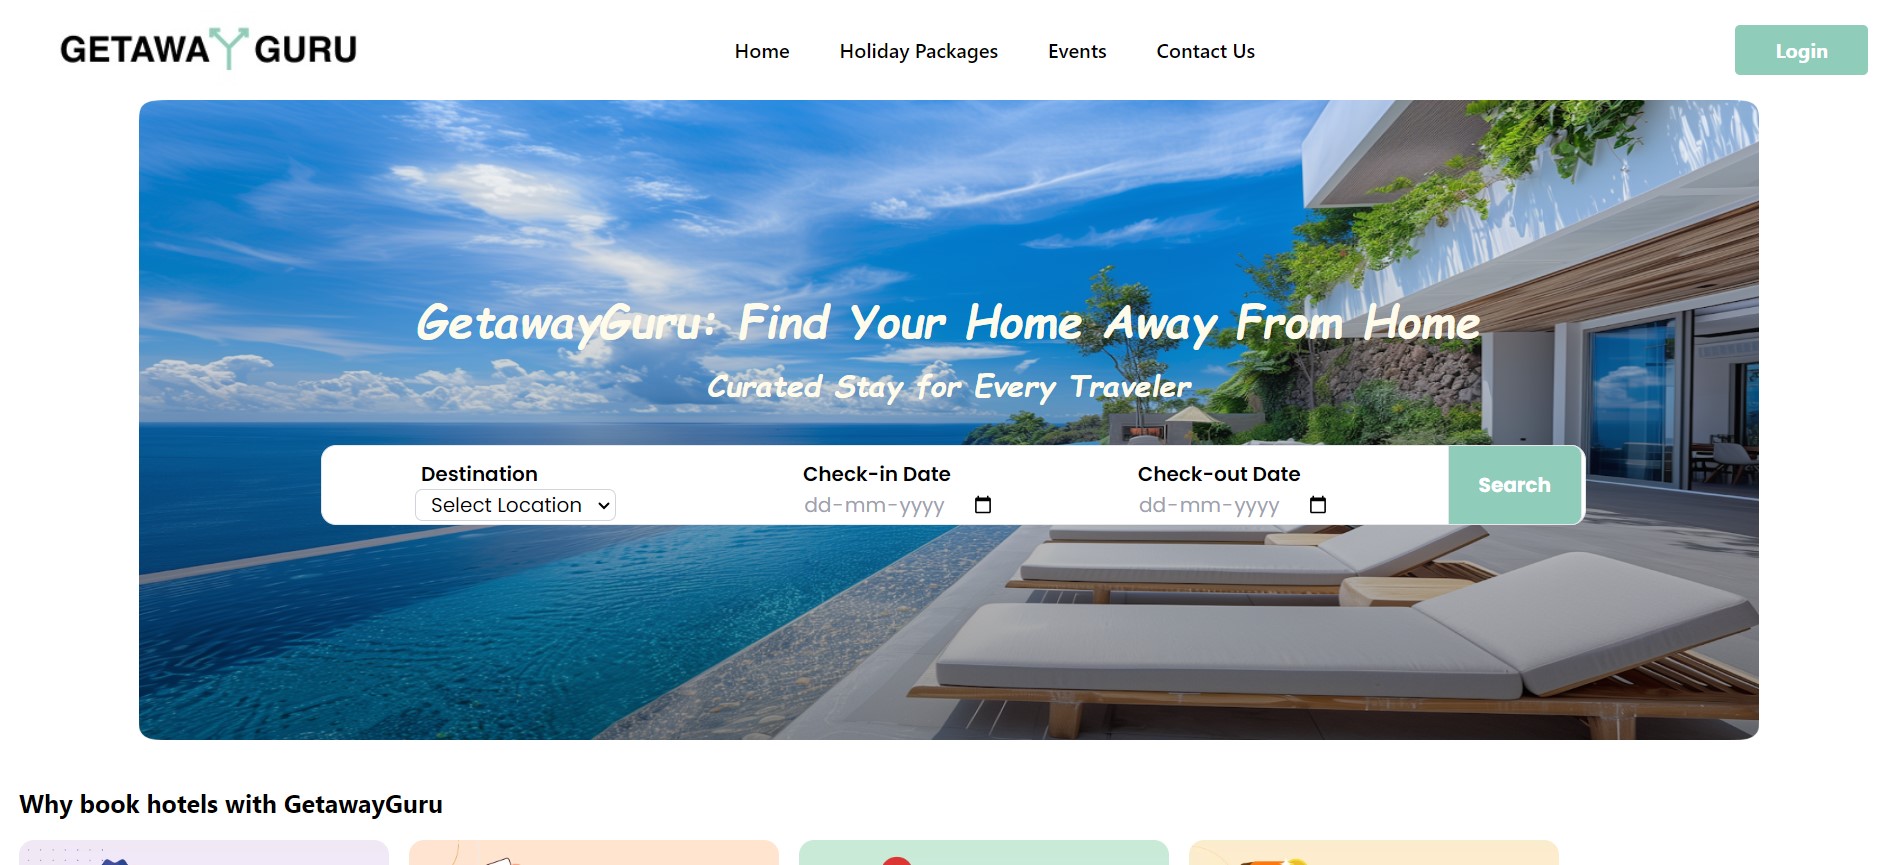 GETAWAY GURU
Home Holiday Packages Events Contact Us Login
GetawayGuru: Find Your Home Away From Home
Curated Stay for Every Traveler
Destination Check-in Date Check-out Date
Select Location dd-mm-yyyy dd-mm-yyyy
Search
Why book hotels with GetawayGuru